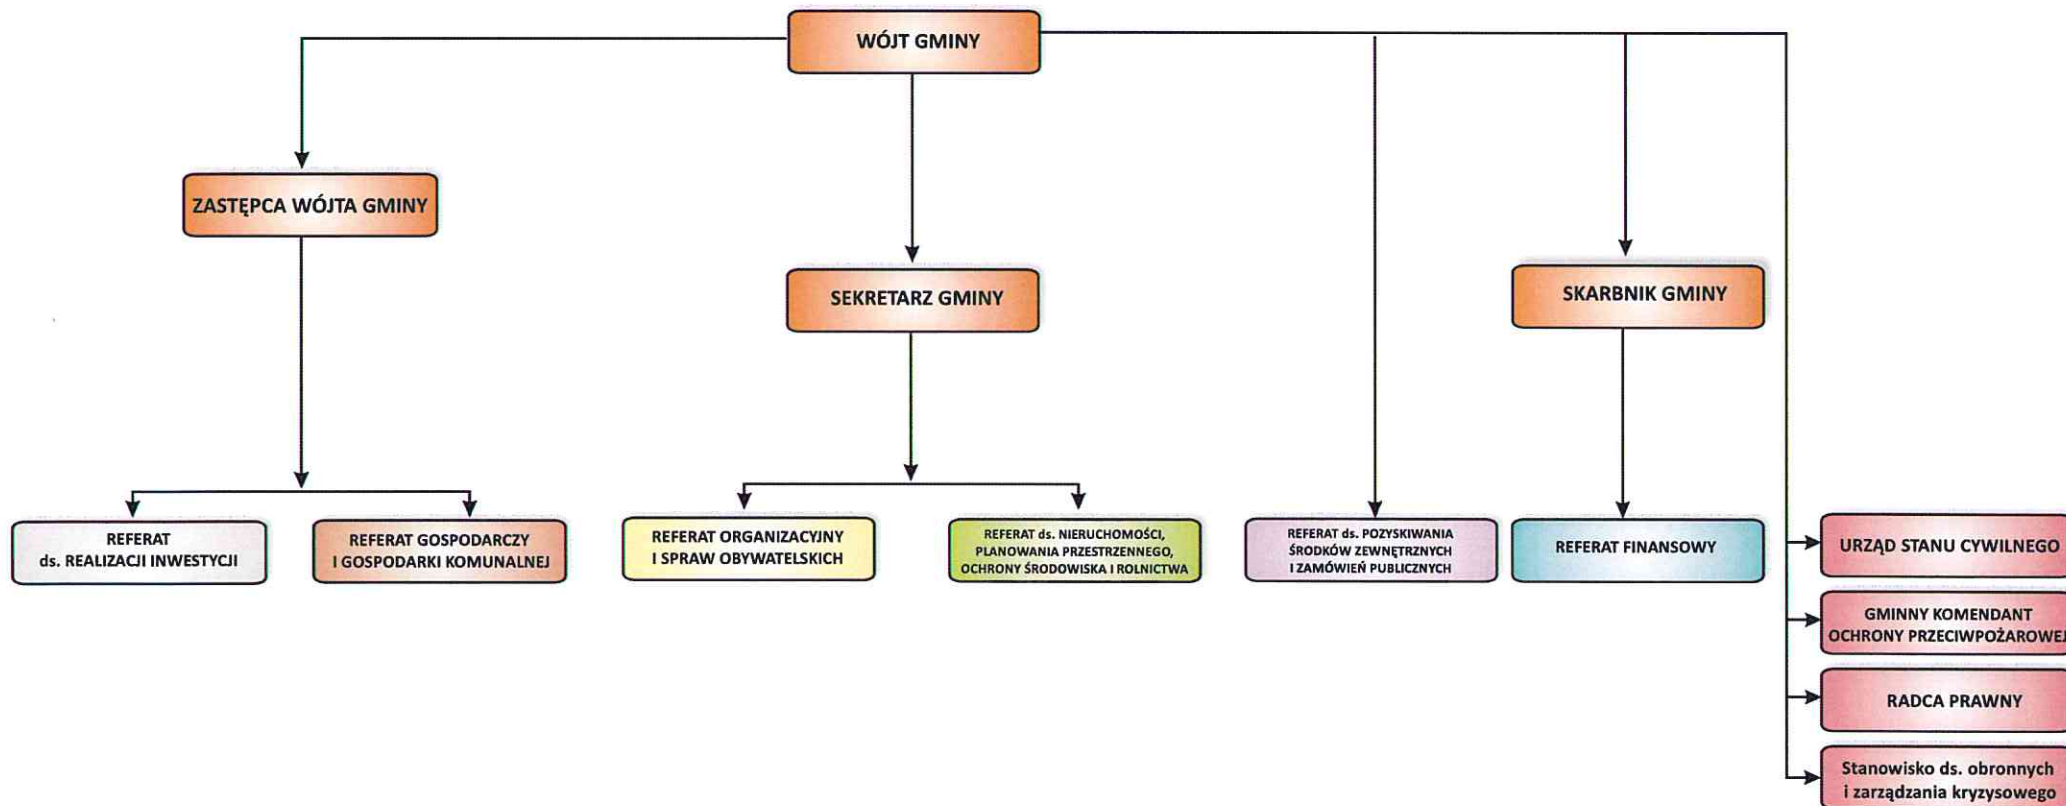 WÓJT GMINY
ZASTĘPCA WÓJTA GMINY
SEKRETARZ GMINY
SKARBNIK GMINY
REFERAT
ds. REALIZACJI INWESTYCJI
REFERAT GOSPODARCZY
I GOSPODARKI KOMUNALNEJ
REFERAT ORGANIZACYJNY
I SPRAW OBYWATELSKICH
REFERAT ds. NIERUCHOMOŚCI,
PLANOWANIA PRZESTRZENNEGO,
OCHRONY ŚRODOWISKA I ROLNICTWA
REFERAT ds. POZYSKIWANIA
ŚRODKÓW ZEWNĘTRZNYCH
I ZAMÓWIEŃ PUBLICZNYCH
REFERAT FINANSOWY
URZĄD STANU CYWILNEGO
GMINNY KOMENDANT
OCHRONY PRZECIWPOŻAROWEJ
RADCA PRAWNY
Stanowisko ds. obronnych
i zarządzania kryzysowego